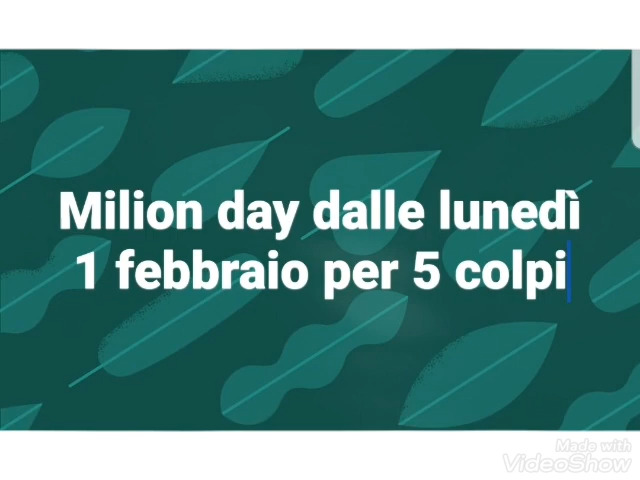 Milion day dalle lunedì
1 febbraio per 5 colpi
Made with
VideoShow